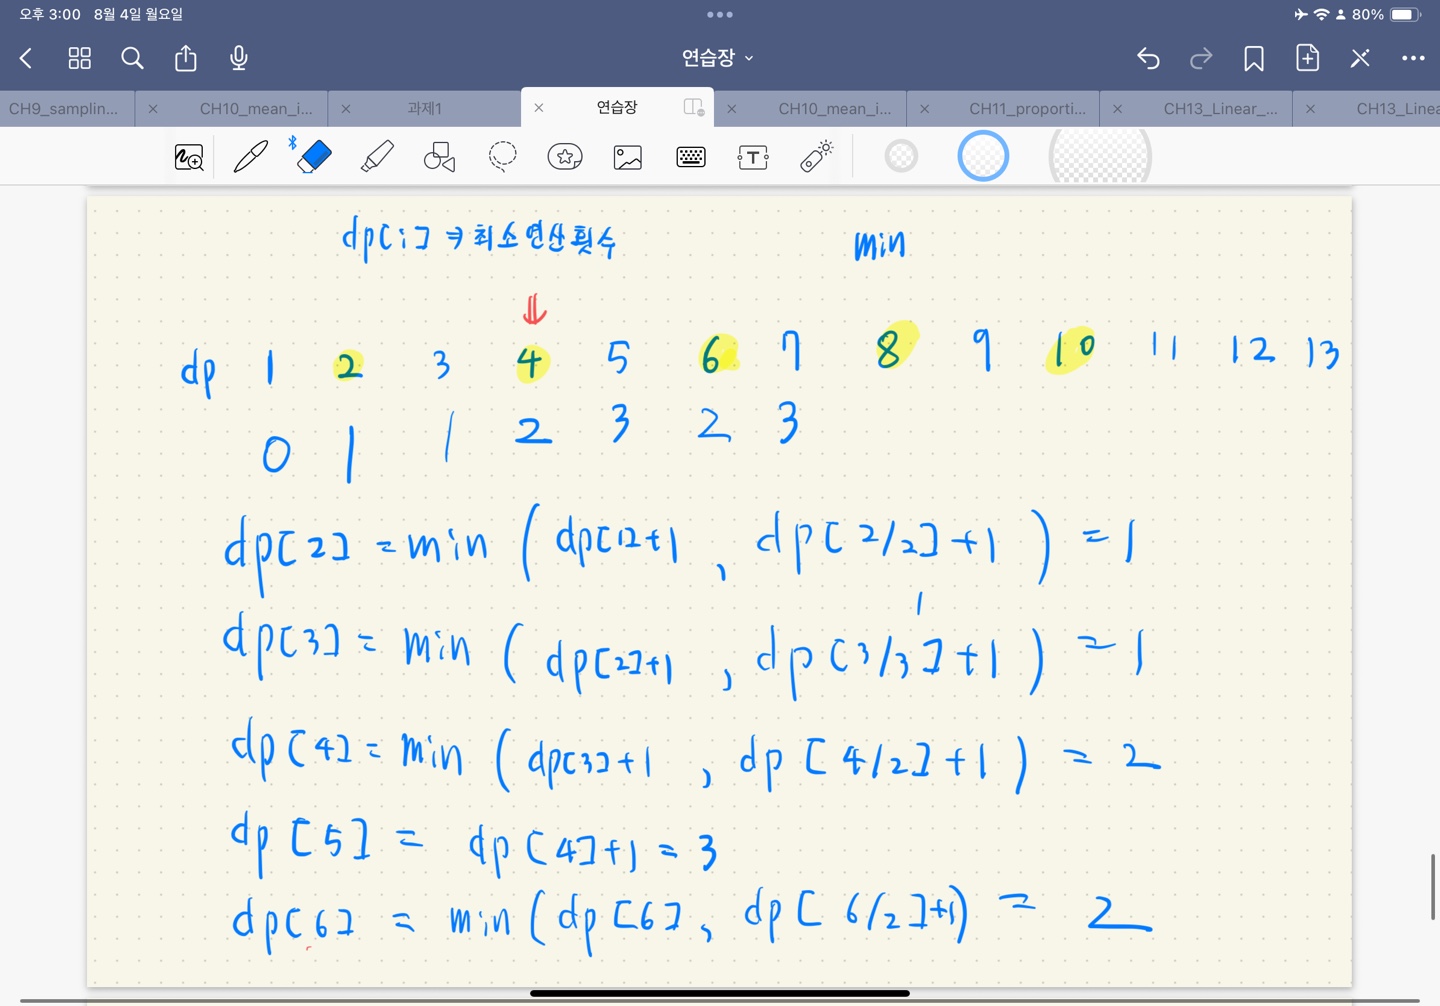 오후 3:00 8월 4일 월요일 80%
연습장
CH9_samplin... CH10_mean_i... 과제1 연습장 CH10_mean_i... CH11_proporti... CH13_Linear_... CH13_Linea
dp[i] ⇒ 최소연산횟수 min
⇓
dp 1 2 3 4 5 6 7 8 9 10 11 12 13
0 1 1 2 3 2 3
dp[2] = min ( dp[1]+1 , dp[2/2]+1 ) = 1
1
dp[3] = min ( dp[2]+1 , dp[3/3]+1 ) = 1
dp[4] = min ( dp[3]+1 , dp[4/2]+1 ) = 2
dp[5] = dp[4]+1 = 3
dp[6] = min ( dp[6] , dp[6/2]+1 ) = 2